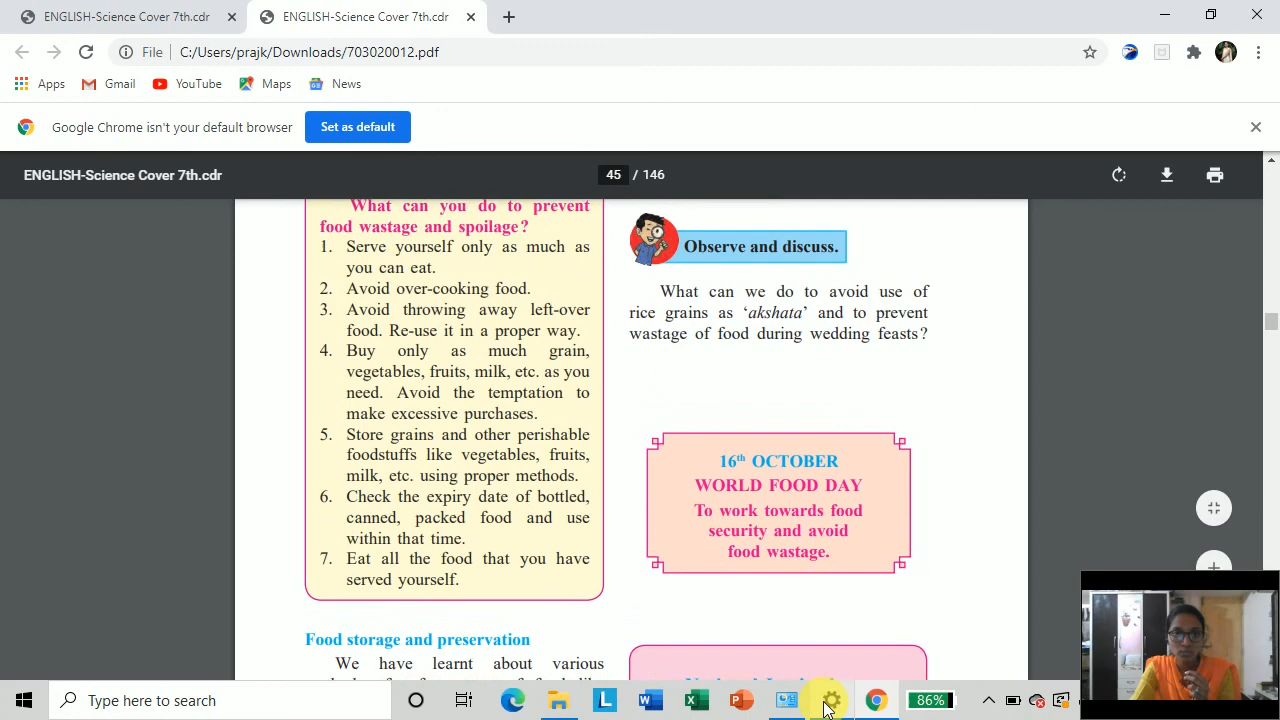 ENGLISH-Science Cover 7th.cdr
ENGLISH-Science Cover 7th.cdr
File
C:/Users/prajk/Downloads/703020012.pdf
Apps
Gmail
YouTube
Maps
News
Google Chrome isn't your default browser
Set as default
ENGLISH-Science Cover 7th.cdr
45 / 146
What can you do to prevent
food wastage and spoilage?
1. Serve yourself only as much as
you can eat.
2. Avoid over-cooking food.
3. Avoid throwing away left-over
food. Re-use it in a proper way.
4. Buy only as much grain,
vegetables, fruits, milk, etc. as you
need. Avoid the temptation to
make excessive purchases.
5. Store grains and other perishable
foodstuffs like vegetables, fruits,
milk, etc. using proper methods.
6. Check the expiry date of bottled,
canned, packed food and use
within that time.
7. Eat all the food that you have
served yourself.
Food storage and preservation
We have learnt about various
Observe and discuss.
What can we do to avoid use of
rice grains as ‘akshata’ and to prevent
wastage of food during wedding feasts?
16th OCTOBER
WORLD FOOD DAY
To work towards food
security and avoid
food wastage.
Type here to search
86%